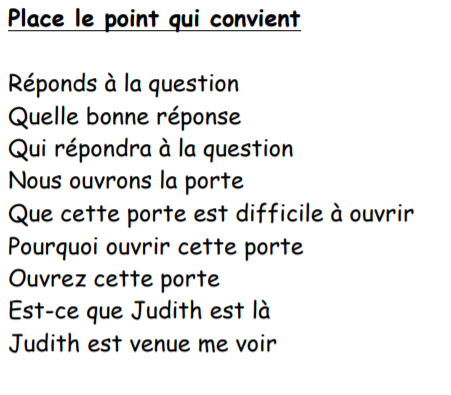 Place le point qui convient
Réponds à la question
Quelle bonne réponse
Qui répondra à la question
Nous ouvrons la porte
Que cette porte est difficile à ouvrir
Pourquoi ouvrir cette porte
Ouvrez cette porte
Est-ce que Judith est là
Judith est venue me voir